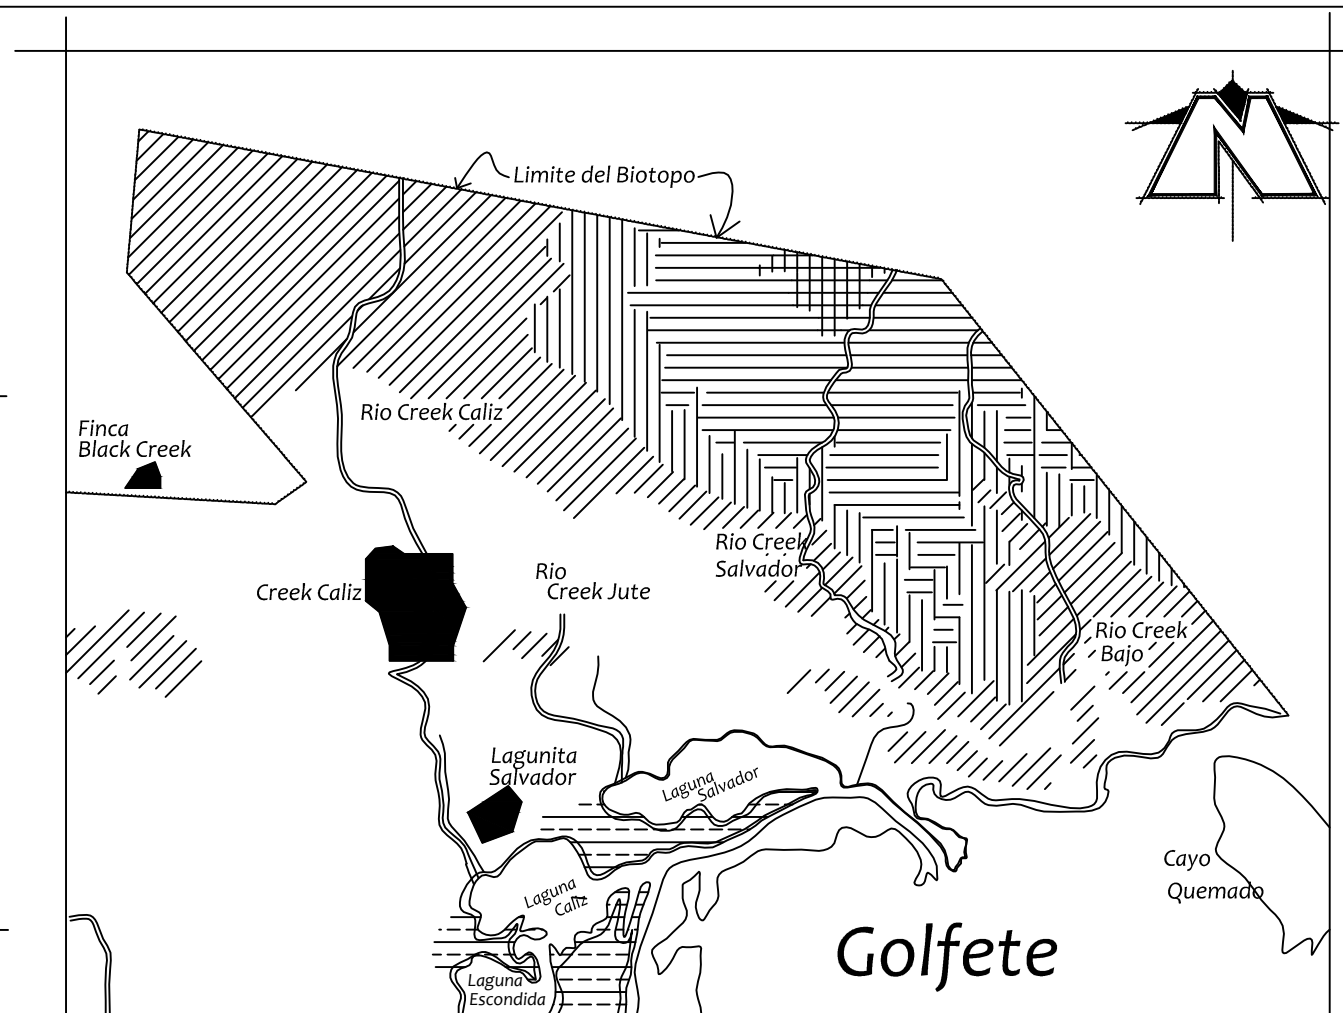 N
Limite del Biotopo
Rio Creek Caliz
Finca
Black Creek
Rio Creek
Salvador
Creek Caliz
Rio
Creek Jute
Rio Creek
Bajo
Lagunita
Salvador
Laguna
Salvador
Laguna
Caliz
Cayo
Quemado
Golfete
Laguna
Escondida